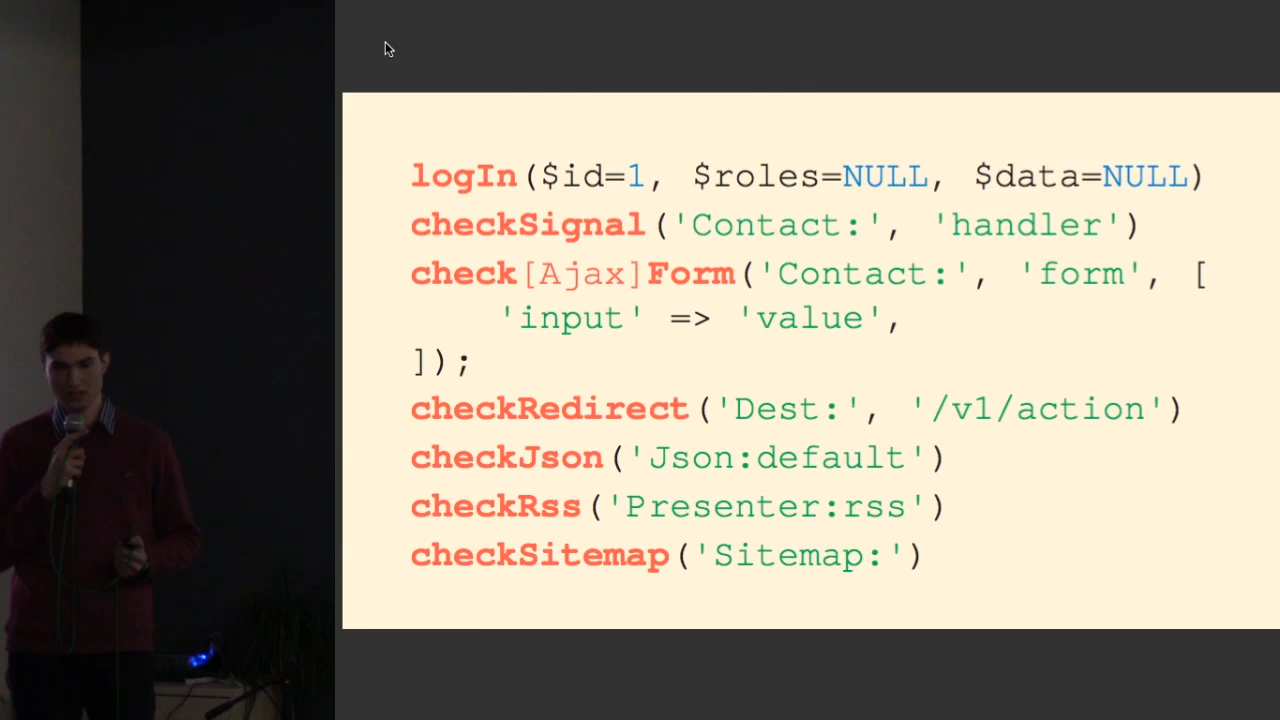 logIn($id=1, $roles=NULL, $data=NULL)
checkSignal('Contact:', 'handler')
check[Ajax]Form('Contact:', 'form', [
    'input' => 'value',
]);
checkRedirect('Dest:', '/v1/action')
checkJson('Json:default')
checkRss('Presenter:rss')
checkSitemap('Sitemap:')